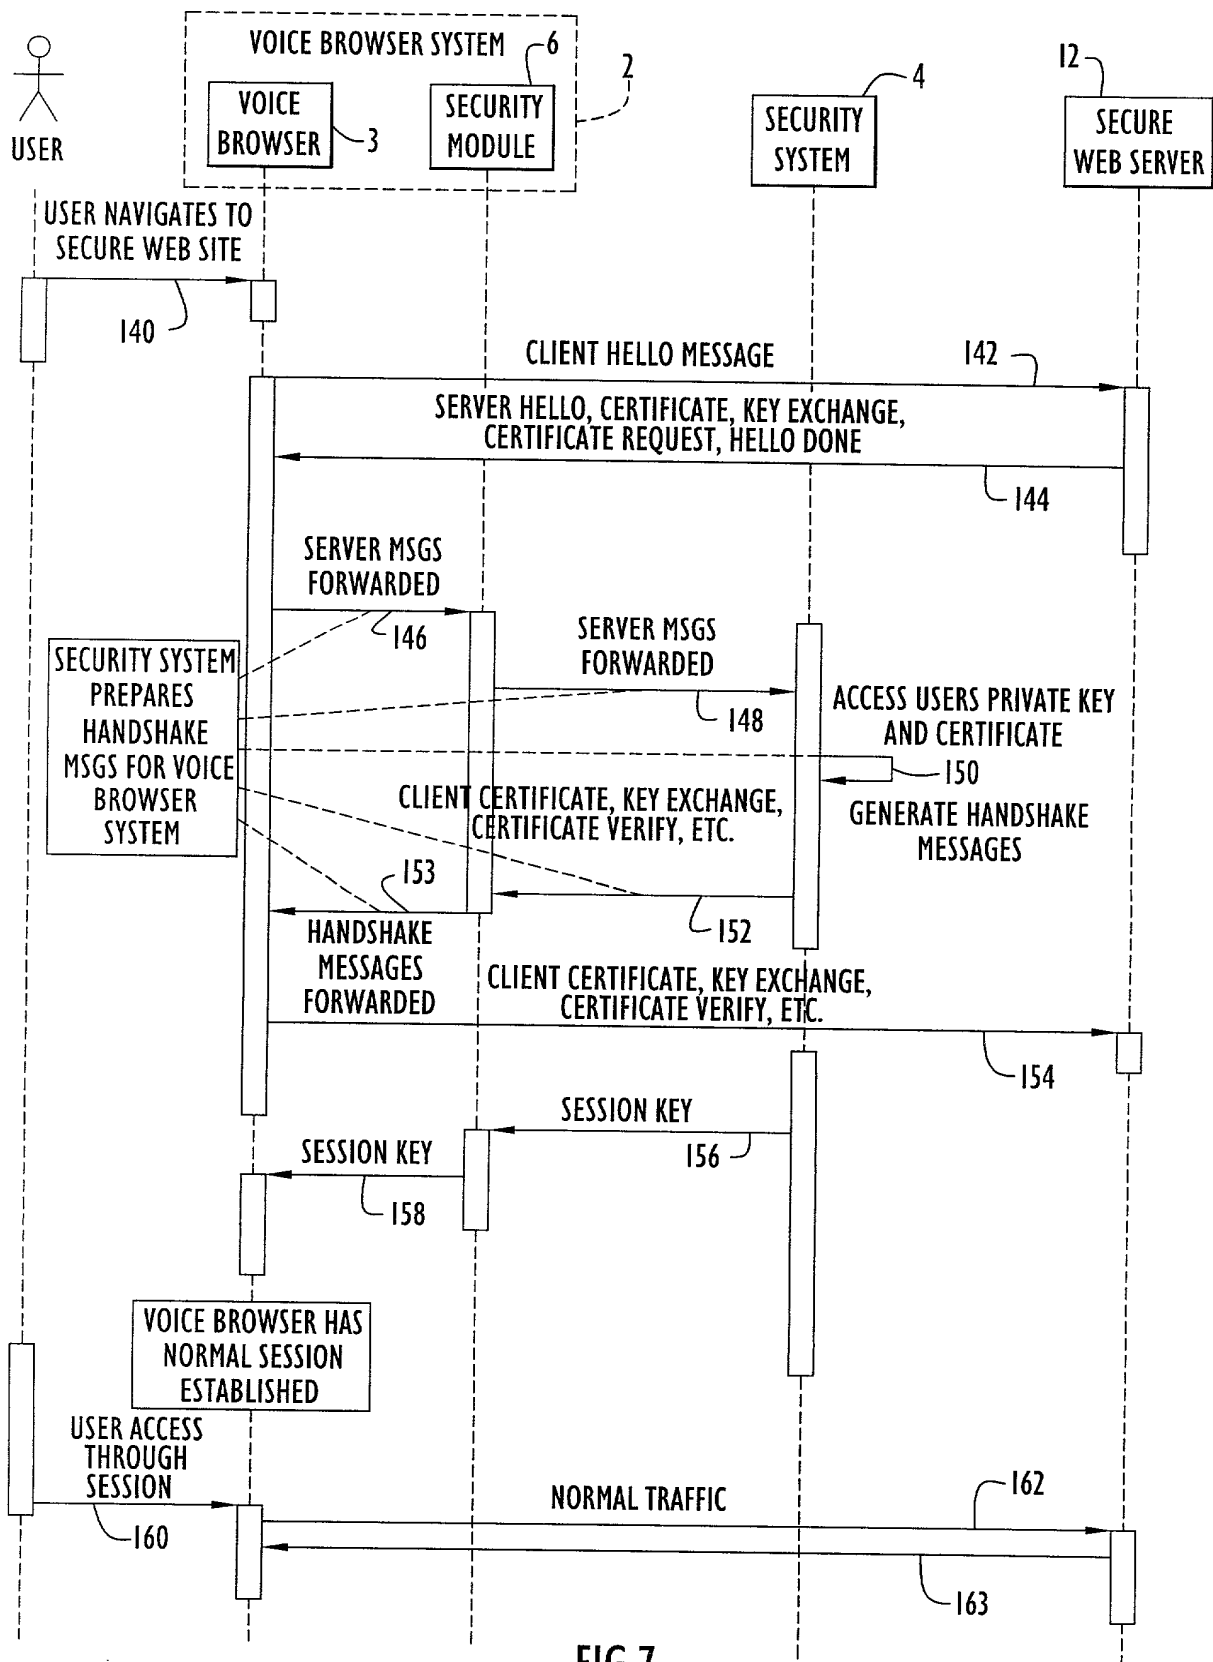 VOICE BROWSER SYSTEM
6
2
USER
VOICE
BROWSER
3
SECURITY
MODULE
SECURITY
SYSTEM
4
12
SECURE
WEB SERVER
USER NAVIGATES TO
SECURE WEB SITE
140
CLIENT HELLO MESSAGE
142
SERVER HELLO, CERTIFICATE, KEY EXCHANGE,
CERTIFICATE REQUEST, HELLO DONE
144
SERVER MSGS
FORWARDED
146
SERVER MSGS
FORWARDED
148
SECURITY SYSTEM
PREPARES
HANDSHAKE
MSGS FOR VOICE
BROWSER
SYSTEM
ACCESS USERS PRIVATE KEY
AND CERTIFICATE
150
GENERATE HANDSHAKE
MESSAGES
CLIENT CERTIFICATE, KEY EXCHANGE,
CERTIFICATE VERIFY, ETC.
153
152
HANDSHAKE
MESSAGES
FORWARDED
CLIENT CERTIFICATE, KEY EXCHANGE,
CERTIFICATE VERIFY, ETC.
154
SESSION KEY
156
SESSION KEY
158
VOICE BROWSER HAS
NORMAL SESSION
ESTABLISHED
USER ACCESS
THROUGH
SESSION
160
NORMAL TRAFFIC
162
163
FIG.7